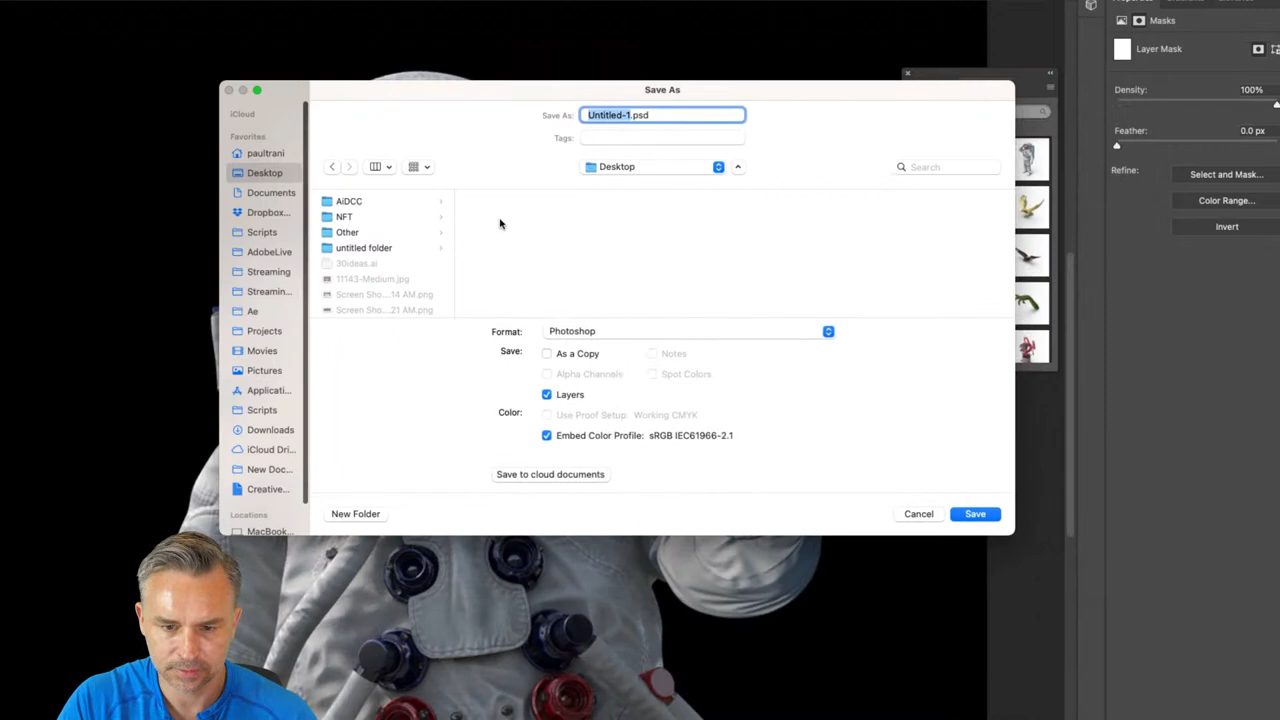 Properties
Masks
Save As
Layer Mask
Density: 100%
iCloud
Save As: Untitled-1.psd
Feather: 0.0 px
Favorites
Tags:
paultrani
Desktop
Desktop
Search
Refine:
Select and Mask...
Documents
AiDCC
Color Range...
Dropbox...
NFT
Invert
Scripts
Other
AdobeLive
untitled folder
30ideas.ai
Streaming
11143-Medium.jpg
Streamin...
Screen Sho...14 AM.png
Ae
Screen Sho...21 AM.png
Projects
Format: Photoshop
Movies
Save: As a Copy Notes
Pictures
Alpha Channels Spot Colors
Applicati...
Layers
Scripts
Color: Use Proof Setup: Working CMYK
Downloads
Embed Color Profile: sRGB IEC61966-2.1
iCloud Dri...
New Doc...
Save to cloud documents
Creative...
Locations
New Folder
Cancel
Save
MacBook...